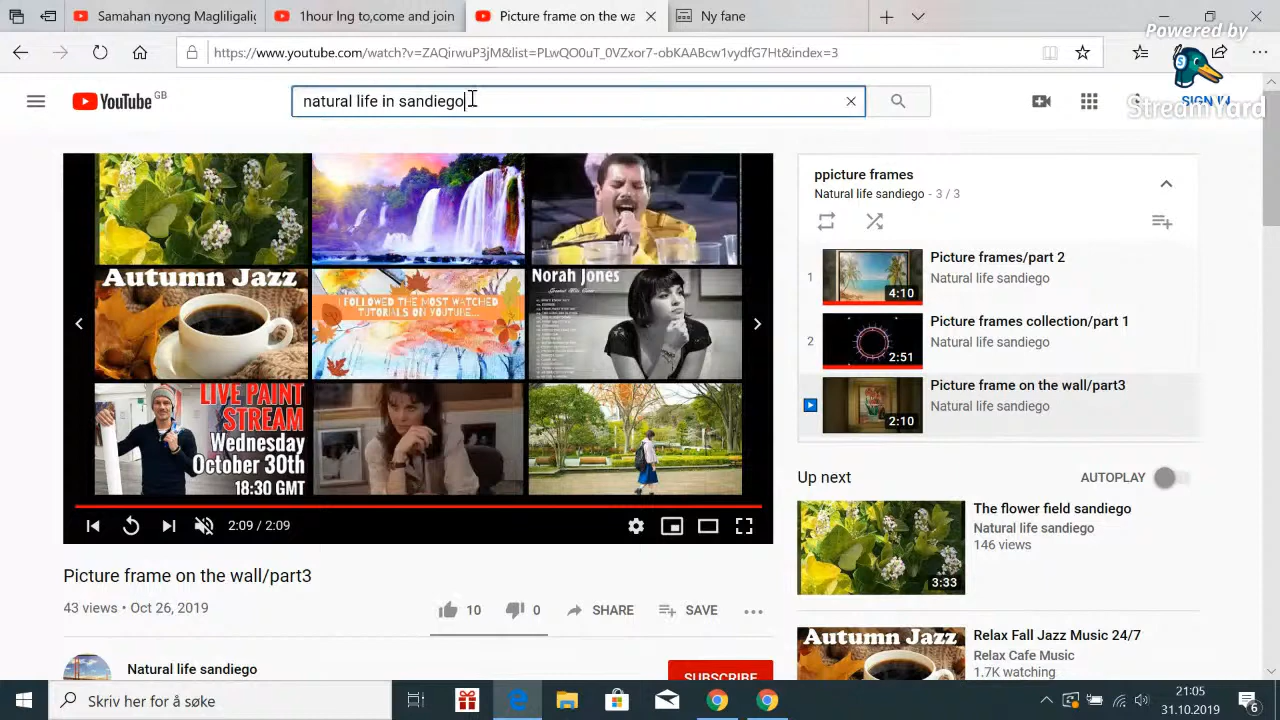 Samahan nyong Magliligalig
1hour lng to,come and join
Picture frame on the wa
Ny fane
Powered by
https://www.youtube.com/watch?v=ZAQirwuP3jM&list=PLwQO0uT_0VZxor7-obKAABcw1vydfG7Ht&index=3
YouTube GB
natural life in sandiego
SIGN IN
StreamYard
ppicture frames
Natural life sandiego - 3 / 3
1
Picture frames/part 2
Natural life sandiego
4:10
2
Picture frames collection/part 1
Natural life sandiego
2:51
Picture frame on the wall/part3
Natural life sandiego
2:10
Autumn Jazz
I FOLLOWED THE MOST WATCHED
TUTORIALS ON YOUTUBE...
Norah Jones
LIVE PAINT
STREAM
Wednesday
October 30th
18:30 GMT
2:09 / 2:09
Up next
AUTOPLAY
The flower field sandiego
Natural life sandiego
146 views
3:33
Autumn Jazz
Relax Fall Jazz Music 24/7
Relax Cafe Music
1.7K watching
Picture frame on the wall/part3
43 views • Oct 26, 2019
10
0
SHARE
SAVE
Natural life sandiego
SUBSCRIBE
Skriv her for å søke
21:05
31.10.2019
6